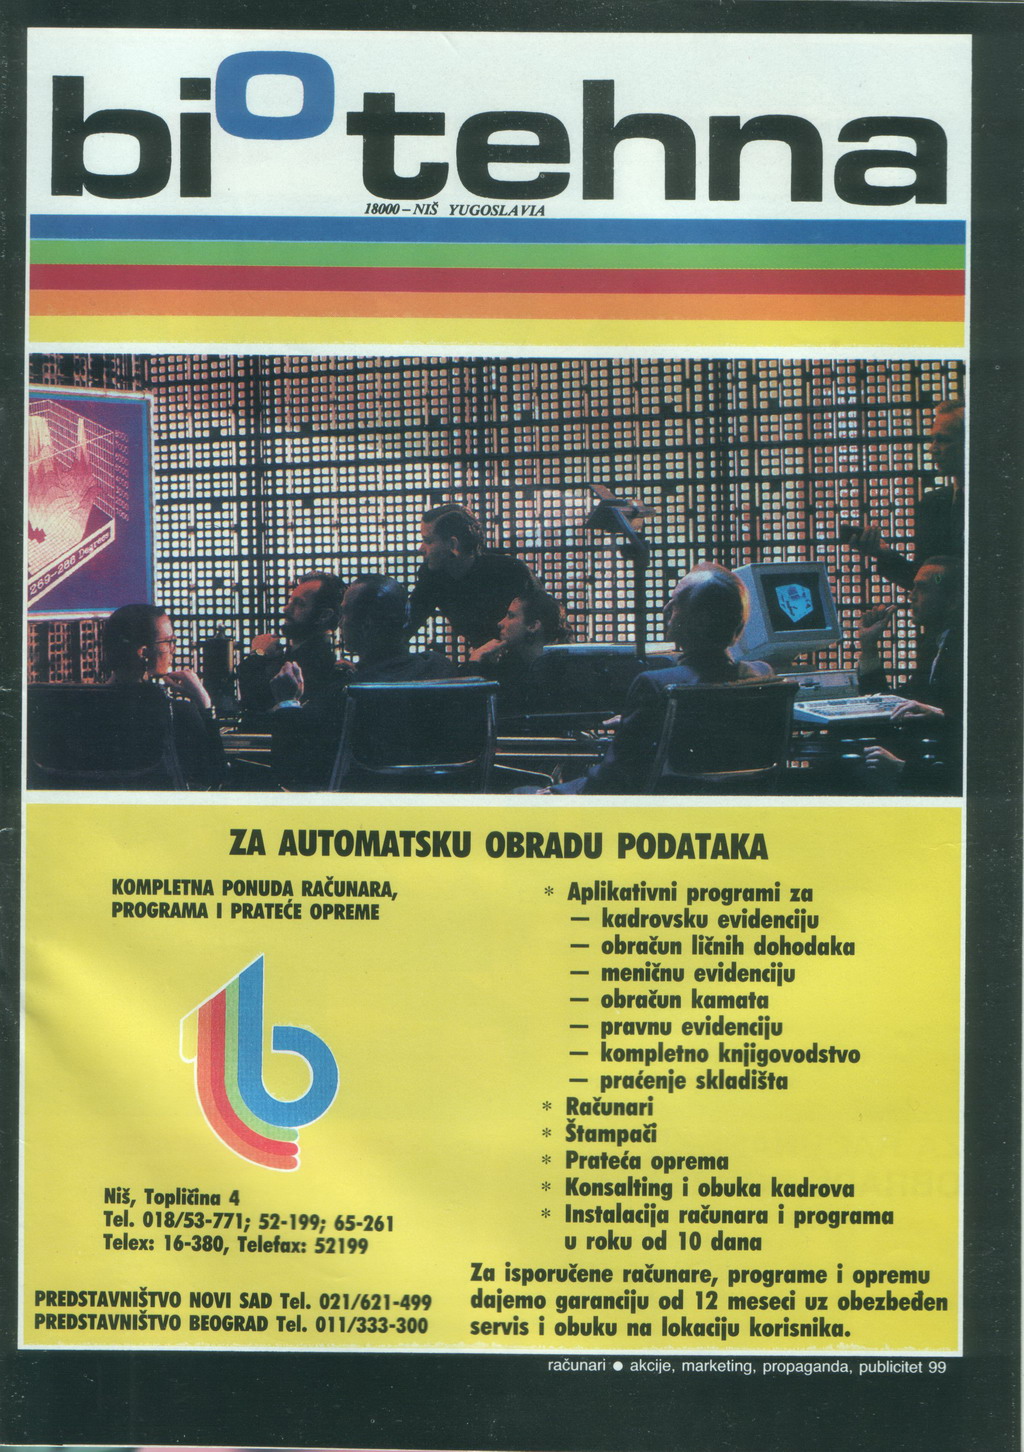 biotehna
18000 – NIŠ YUGOSLAVIA
269-286 Degrees
ZA AUTOMATSKU OBRADU PODATAKA
KOMPLETNA PONUDA RAČUNARA,
PROGRAMA I PRATEĆE OPREME
Niš, Topličina 4
Tel. 018/53-771; 52-199; 65-261
Telex: 16-380, Telefax: 52199
PREDSTAVNIŠTVO NOVI SAD Tel. 021/621-499
PREDSTAVNIŠTVO BEOGRAD Tel. 011/333-300
* Aplikativni programi za
— kadrovsku evidenciju
— obračun ličnih dohodaka
— meničnu evidenciju
— obračun kamata
— pravnu evidenciju
— kompletno knjigovodstvo
— praćenje skladišta
* Računari
* Štampači
* Prateća oprema
* Konsalting i obuka kadrova
* Instalacija računara i programa
u roku od 10 dana
Za isporučene računare, programe i opremu
dajemo garanciju od 12 meseci uz obezbeđen
servis i obuku na lokaciju korisnika.
računari ● akcije, marketing, propaganda, publicitet 99